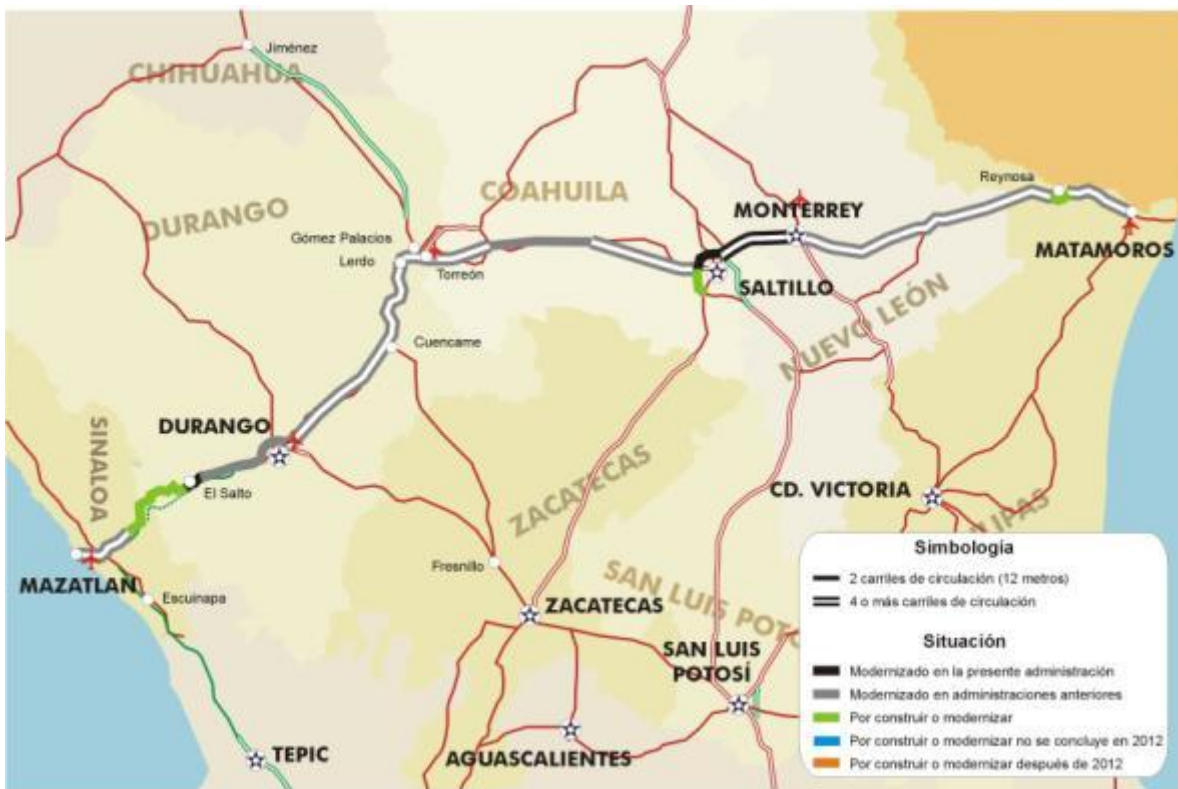 Jiménez
CHIHUAHUA
DURANGO
COAHUILA
Gómez Palacios
Lerdo
Torreón
MONTERREY
Reynosa
MATAMOROS
SALTILLO
NUEVO LEÓN
Cuencame
DURANGO
SINALOA
El Salto
MAZATLAN
Escuinapa
ZACATECAS
Fresnillo
ZACATECAS
CD. VICTORIA
LIPAS
SAN LUIS POTO
SAN LUIS
POTOSÍ
AGUASCALIENTES
TEPIC
Simbología
2 carriles de circulación (12 metros)
4 o más carriles de circulación
Situación
Modernizado en la presente administración
Modernizado en administraciones anteriores
Por construir o modernizar
Por construir o modernizar no se concluye en 2012
Por construir o modernizar después de 2012